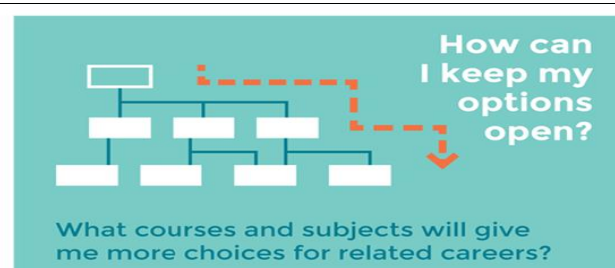 How can
I keep my
options
open?
What courses and subjects will give
me more choices for related careers?